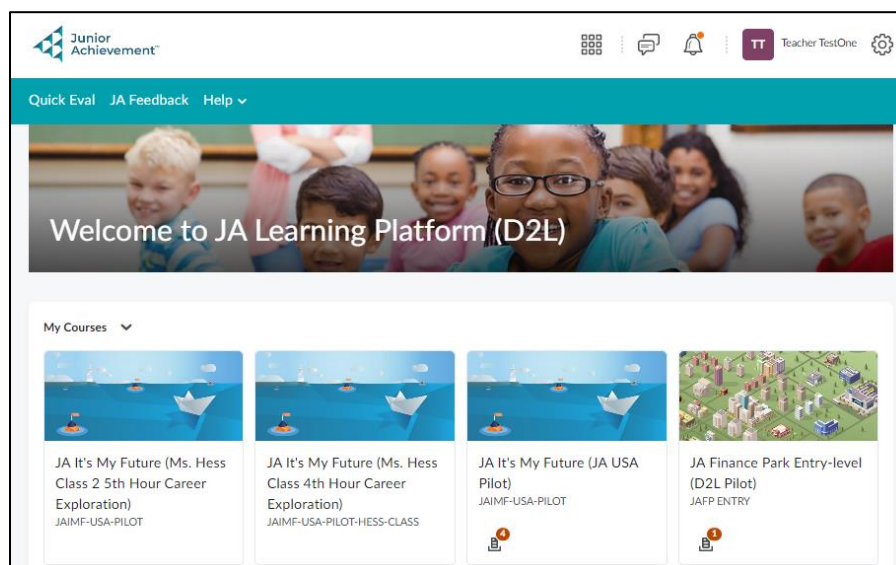 Junior
Achievement™
TT
Teacher TestOne
Quick Eval JA Feedback Help
Welcome to JA Learning Platform (D2L)
My Courses
JA It's My Future (Ms. Hess
Class 2 5th Hour Career
Exploration)
JAIMF-USA-PILOT
JA It's My Future (Ms. Hess
Class 4th Hour Career
Exploration)
JAIMF-USA-PILOT-HESS-CLASS
JA It's My Future (JA USA
Pilot)
JAIMF-USA-PILOT
4
JA Finance Park Entry-level
(D2L Pilot)
JAFP ENTRY
1